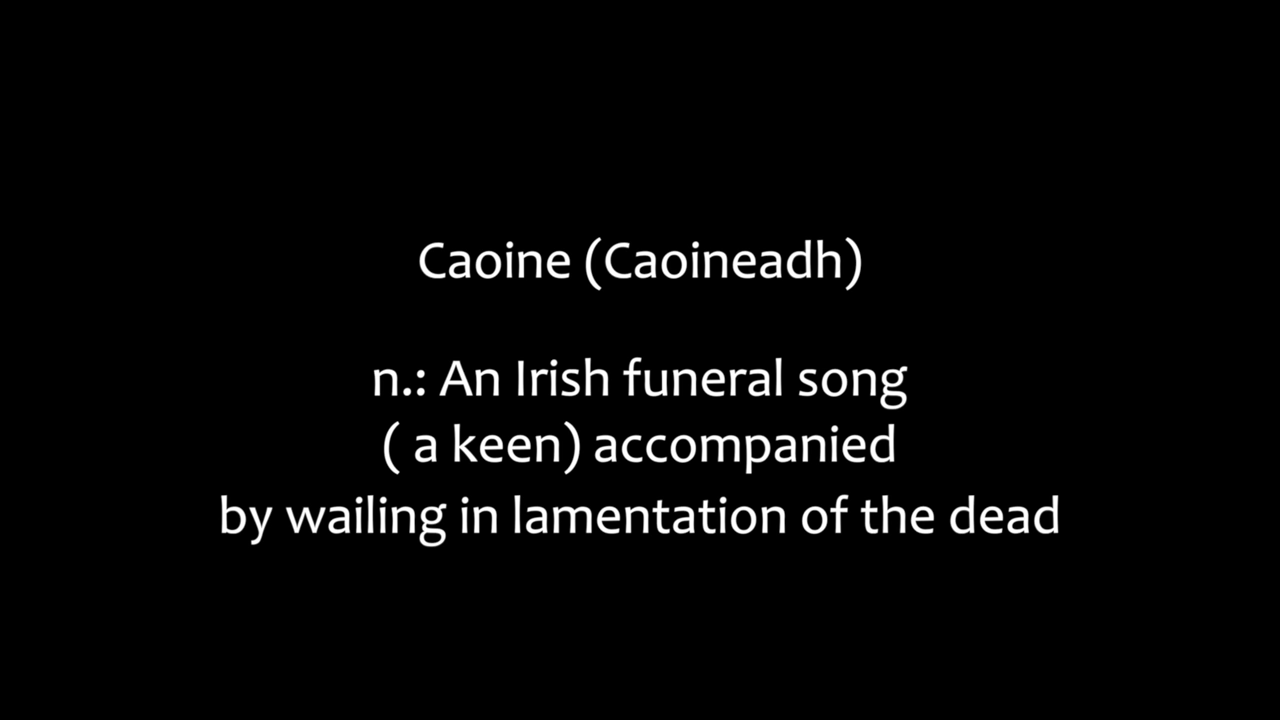 Caoine (Caoineadh)
n.: An Irish funeral song
( a keen) accompanied
by wailing in lamentation of the dead